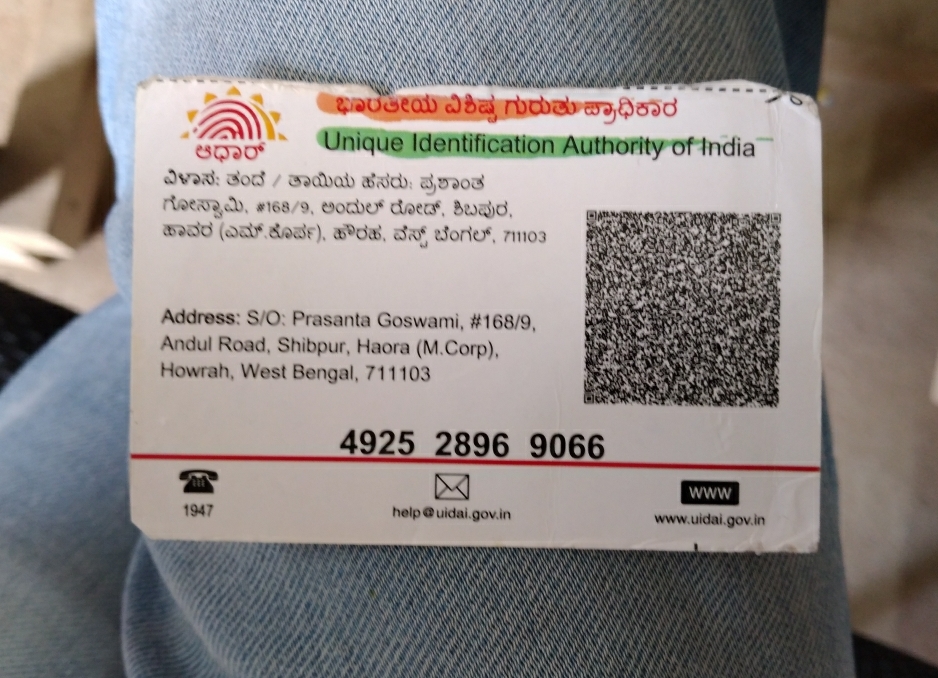 ಭಾರತೀಯ ವಿಶಿಷ್ಟ ಗುರುತು ಪ್ರಾಧಿಕಾರ
ಆಧಾರ್
Unique Identification Authority of India
ವಿಳಾಸ: ತಂದೆ / ತಾಯಿಯ ಹೆಸರು: ಪ್ರಶಾಂತ
ಗೋಸ್ವಾಮಿ, #168/9, ಅಂದುಲ್ ರೋಡ್, ಶಿಬಪುರ,
ಹಾವರ (ಎಮ್.ಕೊರ್ಪ), ಹೌರಹ, ವೆಸ್ಟ್ ಬೆಂಗಲ್, 711103
Address: S/O: Prasanta Goswami, #168/9,
Andul Road, Shibpur, Haora (M.Corp),
Howrah, West Bengal, 711103
4925 2896 9066
1947
help@uidai.gov.in
WWW
www.uidai.gov.in